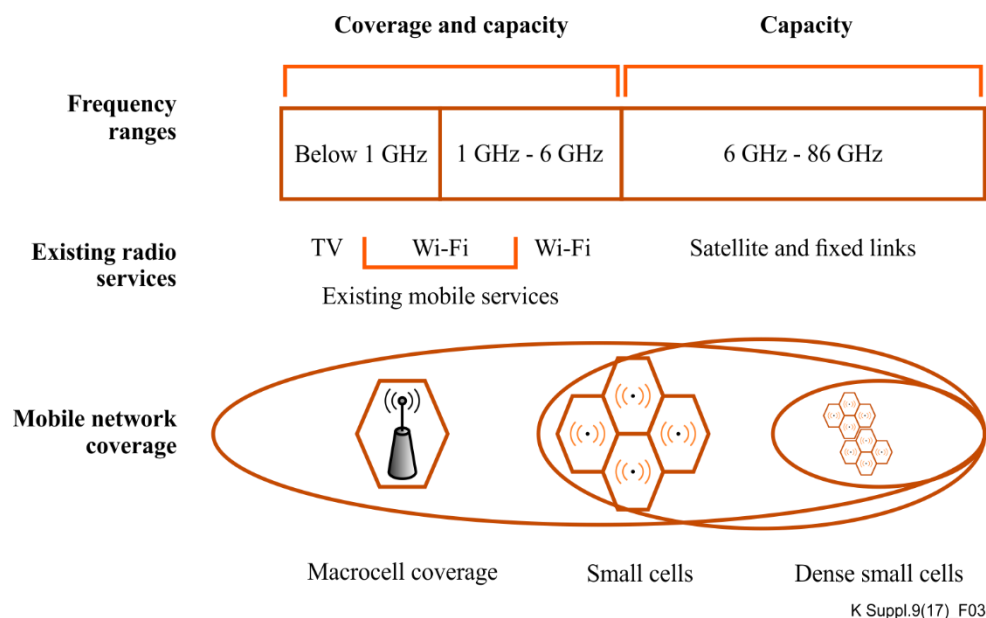 Coverage and capacity
Capacity
Frequency
ranges
Below 1 GHz
1 GHz - 6 GHz
6 GHz - 86 GHz
Existing radio
services
TV
Wi-Fi
Wi-Fi
Satellite and fixed links
Existing mobile services
Mobile network
coverage
Macrocell coverage
Small cells
Dense small cells
K Suppl.9(17)_F03